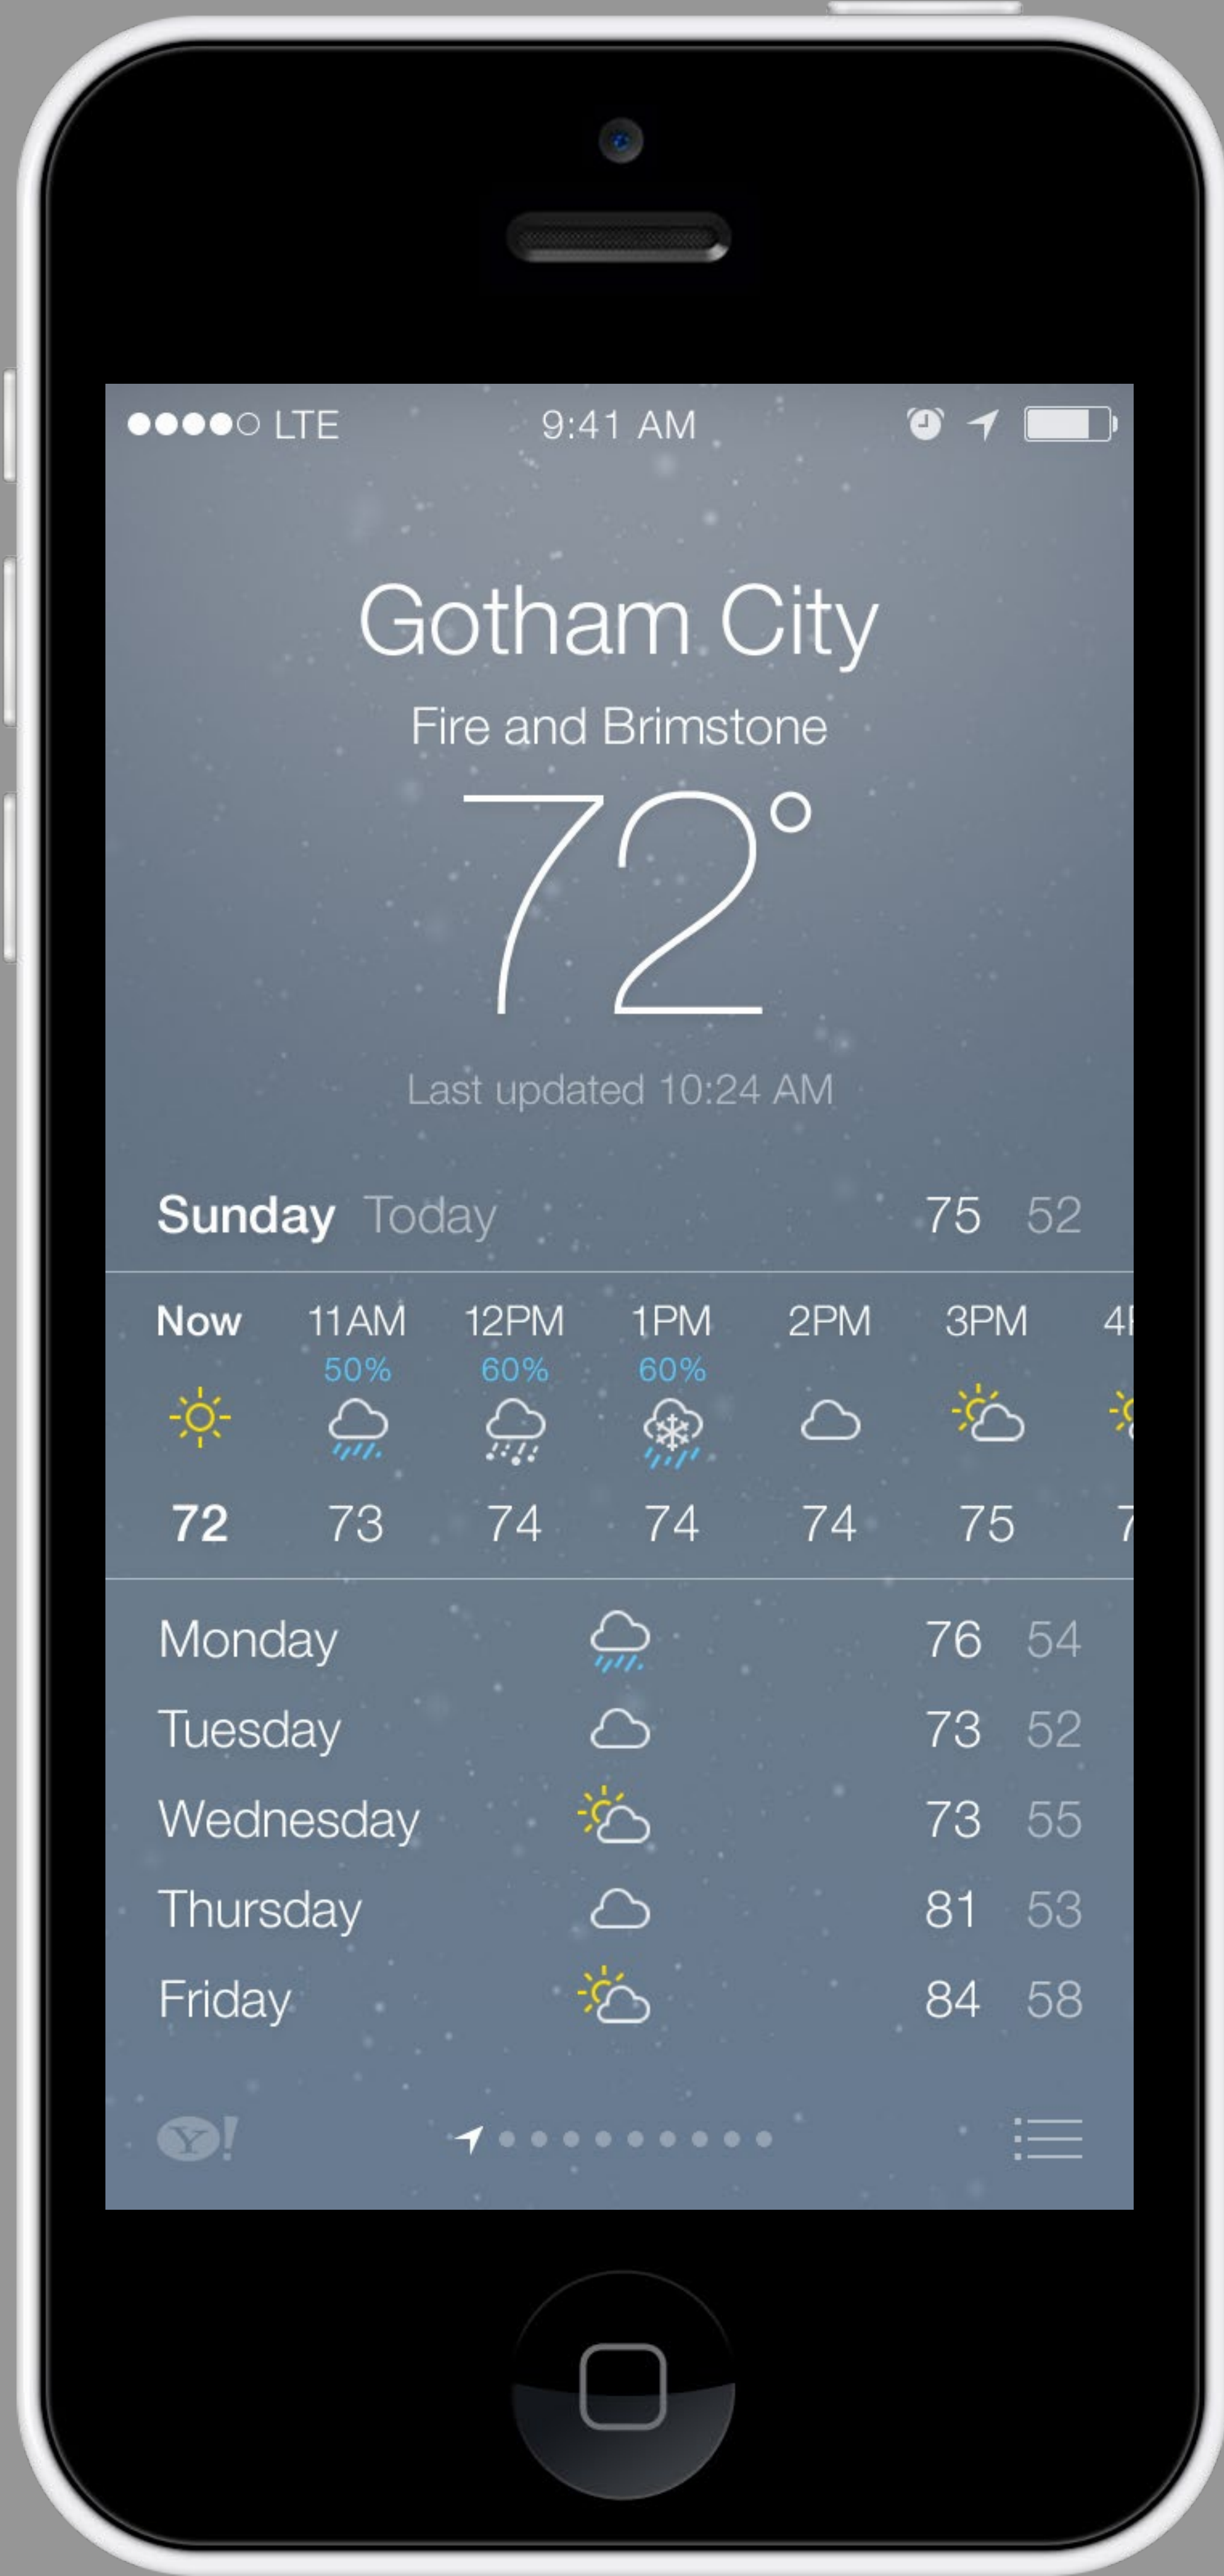 LTE 9:41 AM
Gotham City
Fire and Brimstone
72°
Last updated 10:24 AM
Sunday Today 75 52
Now 11AM 12PM 1PM 2PM 3PM
50% 60% 60%
72 73 74 74 74 75
Monday 76 54
Tuesday 73 52
Wednesday 73 55
Thursday 81 53
Friday 84 58
Y!